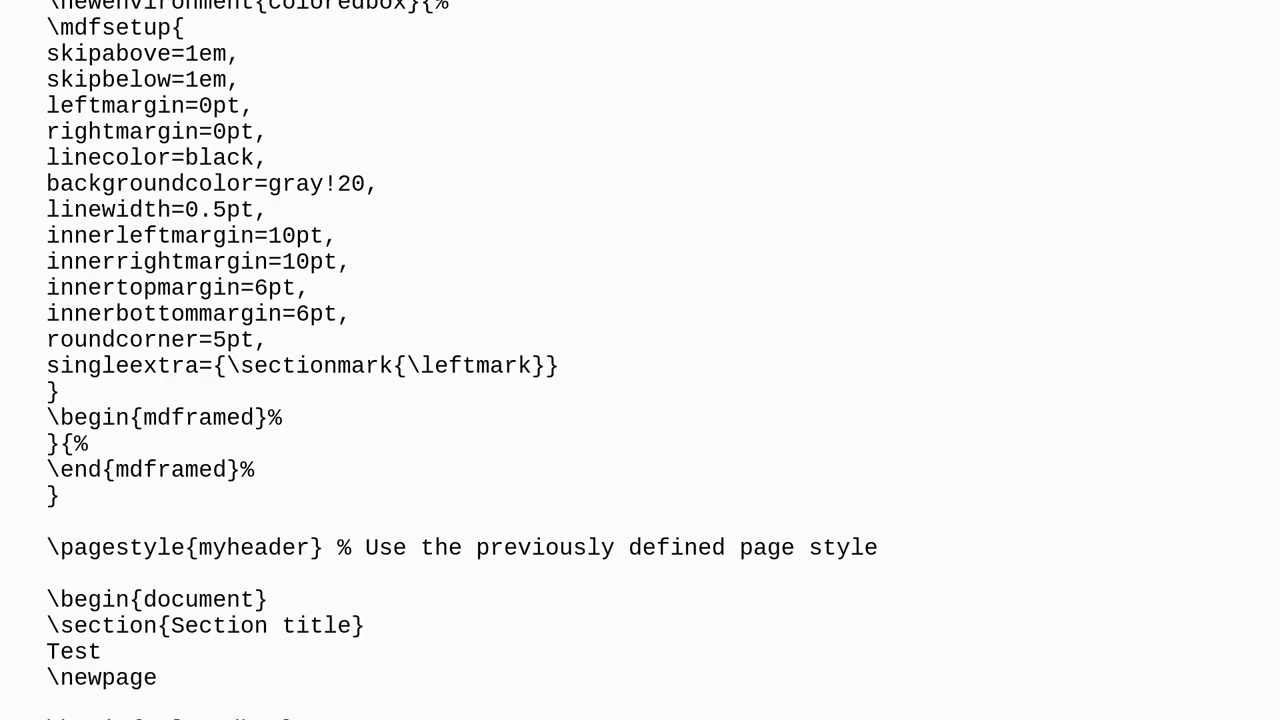 \newenvironment{coloredbox}{%
\mdfsetup{
skipabove=1em,
skipbelow=1em,
leftmargin=0pt,
rightmargin=0pt,
linecolor=black,
backgroundcolor=gray!20,
linewidth=0.5pt,
innerleftmargin=10pt,
innerrightmargin=10pt,
innertopmargin=6pt,
innerbottommargin=6pt,
roundcorner=5pt,
singleextra={\sectionmark{\leftmark}}
}
\begin{mdframed}%
}{%
\end{mdframed}%
}
\pagestyle{myheader} % Use the previously defined page style
\begin{document}
\section{Section title}
Test
\newpage